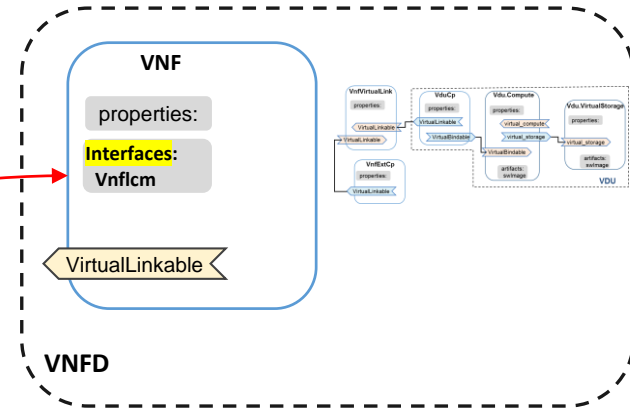 VNF
properties:
Interfaces:
Vnflcm
VirtualLinkable
VNFD
VnfVirtualLink
properties:
VirtualLinkable
VirtualLinkable
VnfExtCp
properties:
VirtualLinkable
VduCp
properties:
VirtualLinkable
VirtualBindable
Vdu.Compute
properties:
virtual_compute
virtual_storage
VirtualBindable
artifacts:
swImage
Vdu.VirtualStorage
properties:
virtual_storage
artifacts:
swImage
VDU